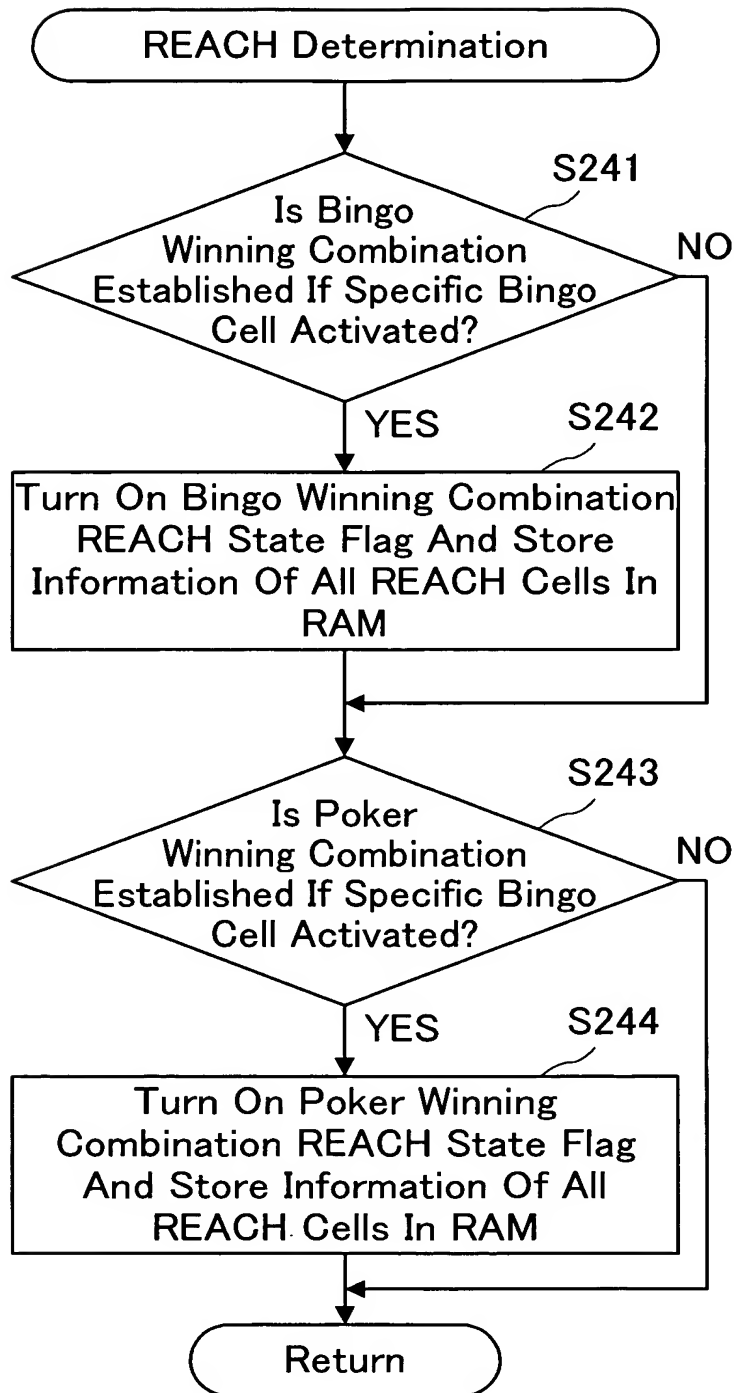 REACH Determination
S241
Is Bingo
Winning Combination
Established If Specific Bingo
Cell Activated?
NO
YES
S242
Turn On Bingo Winning Combination
REACH State Flag And Store
Information Of All REACH Cells In
RAM
S243
Is Poker
Winning Combination
Established If Specific Bingo
Cell Activated?
NO
YES
S244
Turn On Poker Winning
Combination REACH State Flag
And Store Information Of All
REACH Cells In RAM
Return